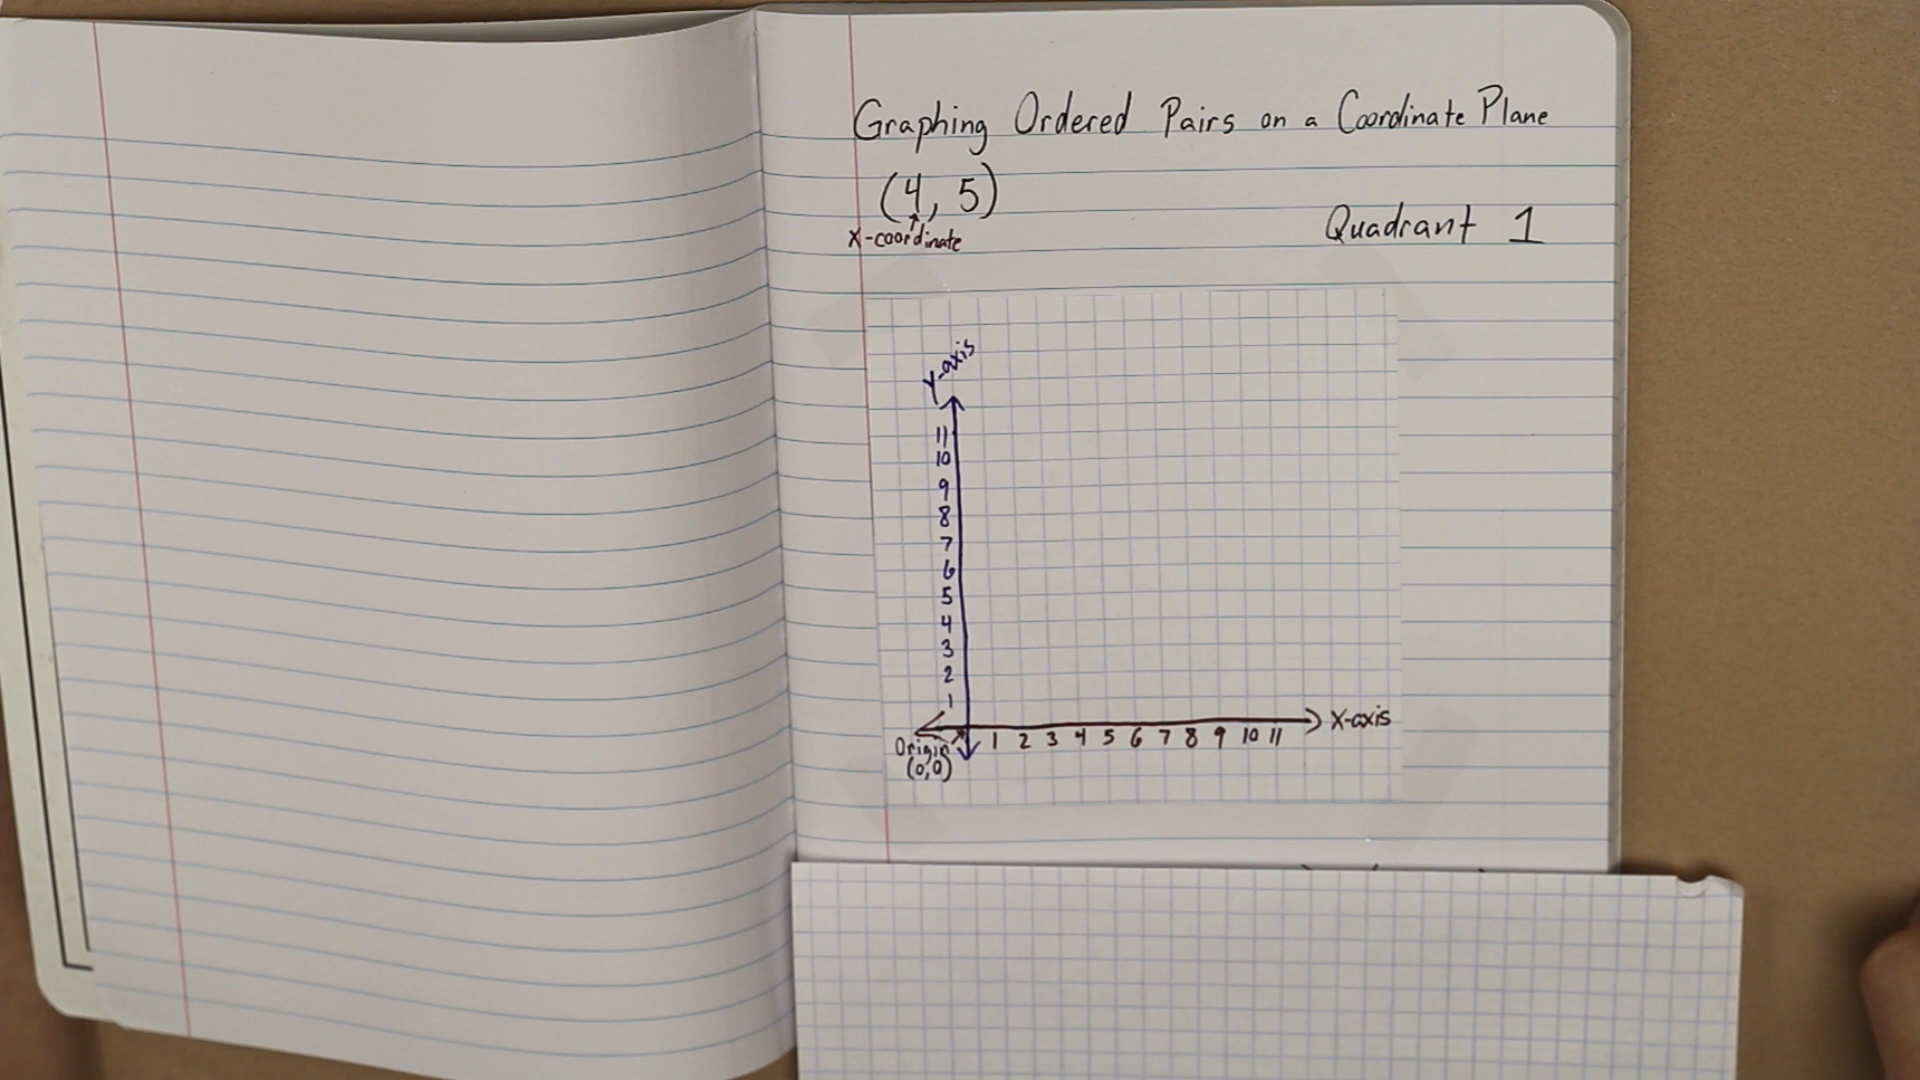 Graphing Ordered Pairs on a Coordinate Plane
(4, 5)
X-coordinate
Quadrant 1
Y-axis
11
10
9
8
7
6
5
4
3
2
1
X-axis
1 2 3 4 5 6 7 8 9 10 11
Origin
(0,0)